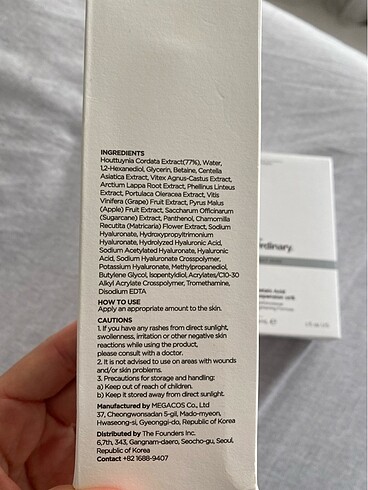 INGREDIENTS
Houttuynia Cordata Extract(77%), Water,
1,2-Hexanediol, Glycerin, Betaine, Centella
Asiatica Extract, Vitex Agnus-Castus Extract,
Arctium Lappa Root Extract, Phellinus Linteus
Extract, Portulaca Oleracea Extract, Vitis
Vinifera (Grape) Fruit Extract, Pyrus Malus
(Apple) Fruit Extract, Saccharum Officinarum
(Sugarcane) Extract, Panthenol, Chamomilla
Recutita (Matricaria) Flower Extract, Sodium
Hyaluronate, Hydroxypropyltrimonium
Hyaluronate, Hydrolyzed Hyaluronic Acid,
Sodium Acetylated Hyaluronate, Hyaluronic
Acid, Sodium Hyaluronate Crosspolymer,
Potassium Hyaluronate, Methylpropanediol,
Butylene Glycol, Isopentyldiol, Acrylates/C10-30
Alkyl Acrylate Crosspolymer, Tromethamine,
Disodium EDTA
HOW TO USE
Apply an appropriate amount to the skin.
CAUTIONS
1. If you have any rashes from direct sunlight,
swolienness, irritation or other negative skin
reactions while using the product,
please consult with a doctor.
2. It is not advised to use on areas with wounds
and/or skin problems.
3. Precautions for storage and handling:
a) Keep out of reach of children.
b) Keep it stored away from direct sunlight.
Manufactured by MEGACOS Co., Ltd
37, Cheongwonsadan 5-gil, Mado-myeon,
Hwaseong-si, Gyeonggi-do, Republic of Korea
Distributed by The Founders Inc.
6,7th, 343, Gangnam-daero, Seocho-gu, Seoul,
Republic of Korea
Contact +82 1688-9407
rdinary.